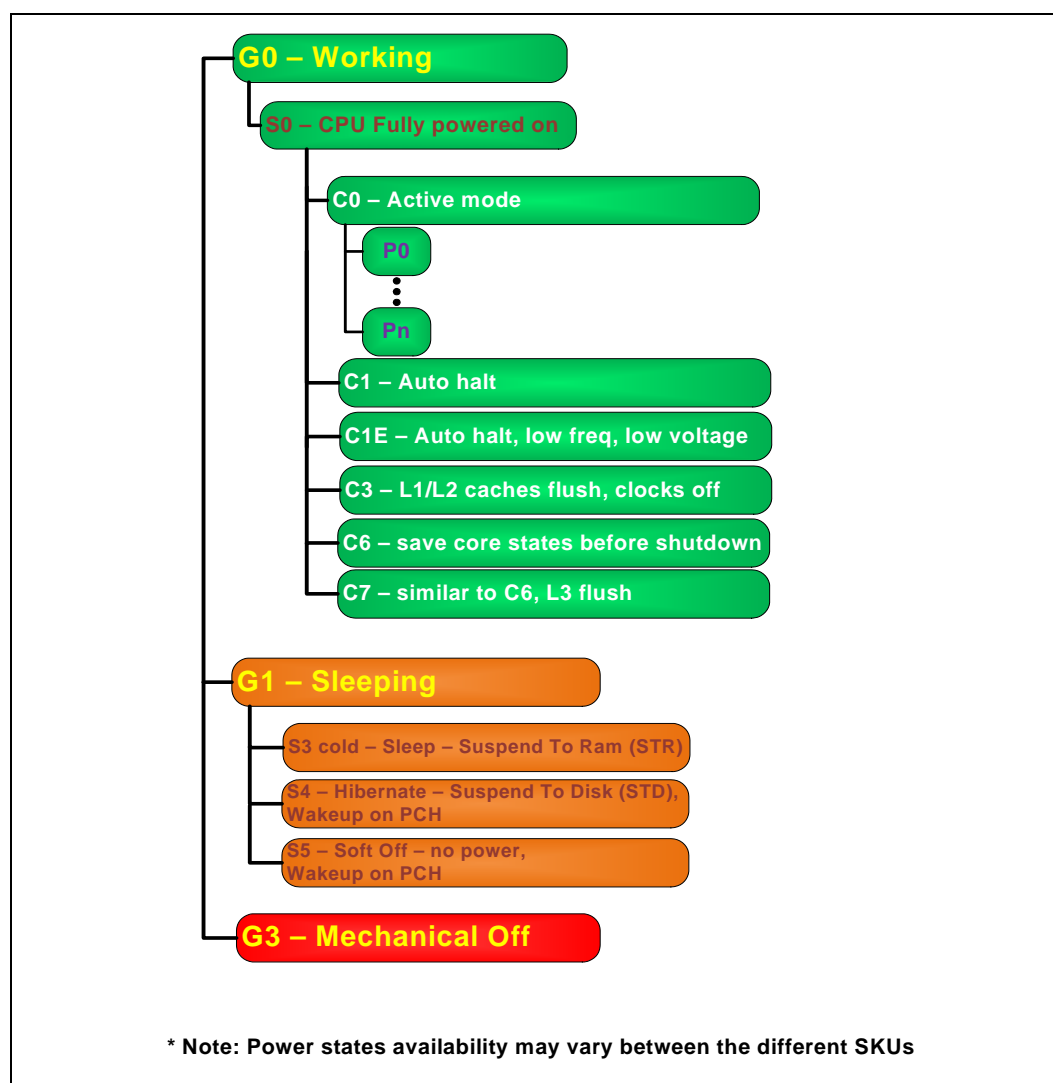 G0 – Working
S0 – CPU Fully powered on
C0 – Active mode
P0
Pn
C1 – Auto halt
C1E – Auto halt, low freq, low voltage
C3 – L1/L2 caches flush, clocks off
C6 – save core states before shutdown
C7 – similar to C6, L3 flush
G1 – Sleeping
S3 cold – Sleep – Suspend To Ram (STR)
S4 – Hibernate – Suspend To Disk (STD),
Wakeup on PCH
S5 – Soft Off – no power,
Wakeup on PCH
G3 – Mechanical Off
* Note: Power states availability may vary between the different SKUs